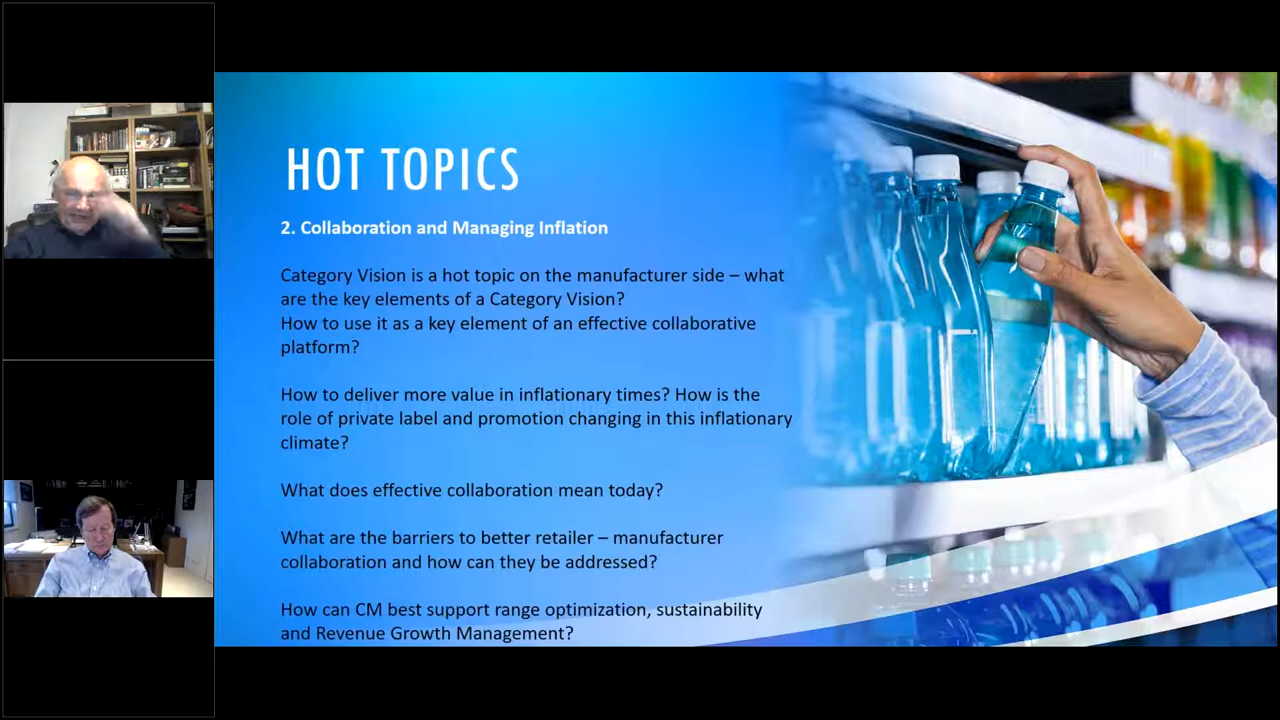 HOT TOPICS
2. Collaboration and Managing Inflation
Category Vision is a hot topic on the manufacturer side – what
are the key elements of a Category Vision?
How to use it as a key element of an effective collaborative
platform?
How to deliver more value in inflationary times? How is the
role of private label and promotion changing in this inflationary
climate?
What does effective collaboration mean today?
What are the barriers to better retailer – manufacturer
collaboration and how can they be addressed?
How can CM best support range optimization, sustainability
and Revenue Growth Management?